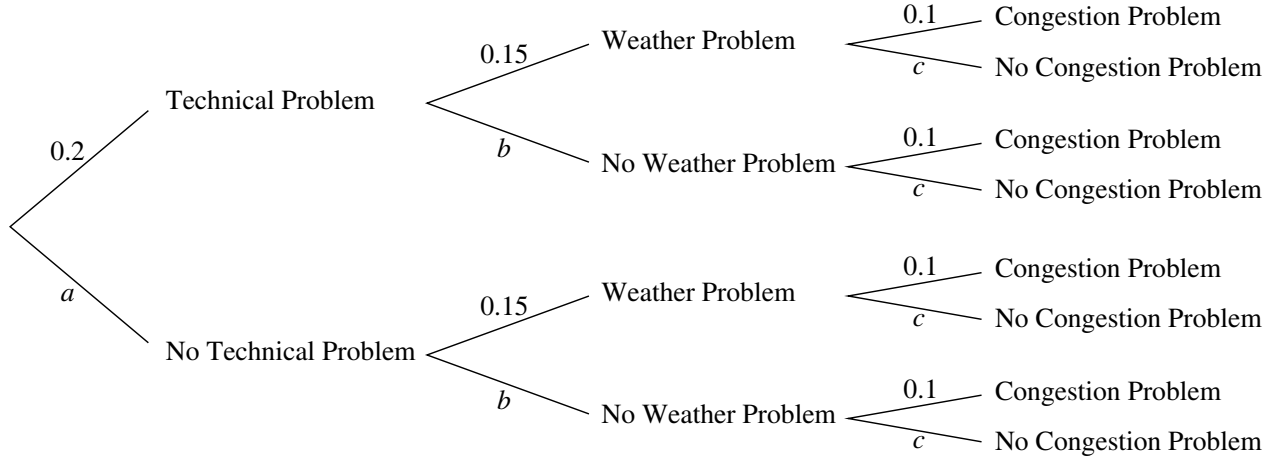 0.1 Congestion Problem
0.15 Weather Problem
c No Congestion Problem
Technical Problem
0.2
0.1 Congestion Problem
b No Weather Problem
c No Congestion Problem
0.1 Congestion Problem
a
0.15 Weather Problem
c No Congestion Problem
No Technical Problem
0.1 Congestion Problem
b No Weather Problem
c No Congestion Problem